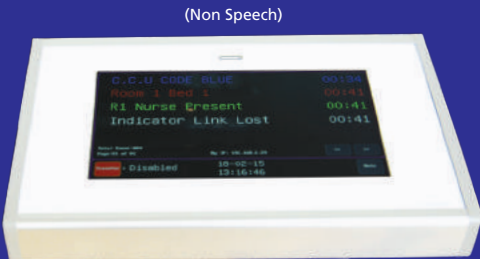 (Non Speech)
C.C.U CODE BLUE 00:34
Room 1 Bed 1 00:41
R1 Nurse Present 00:41
Indicator Link Lost 00:41
: Disabled
18-02-15
13:16:46